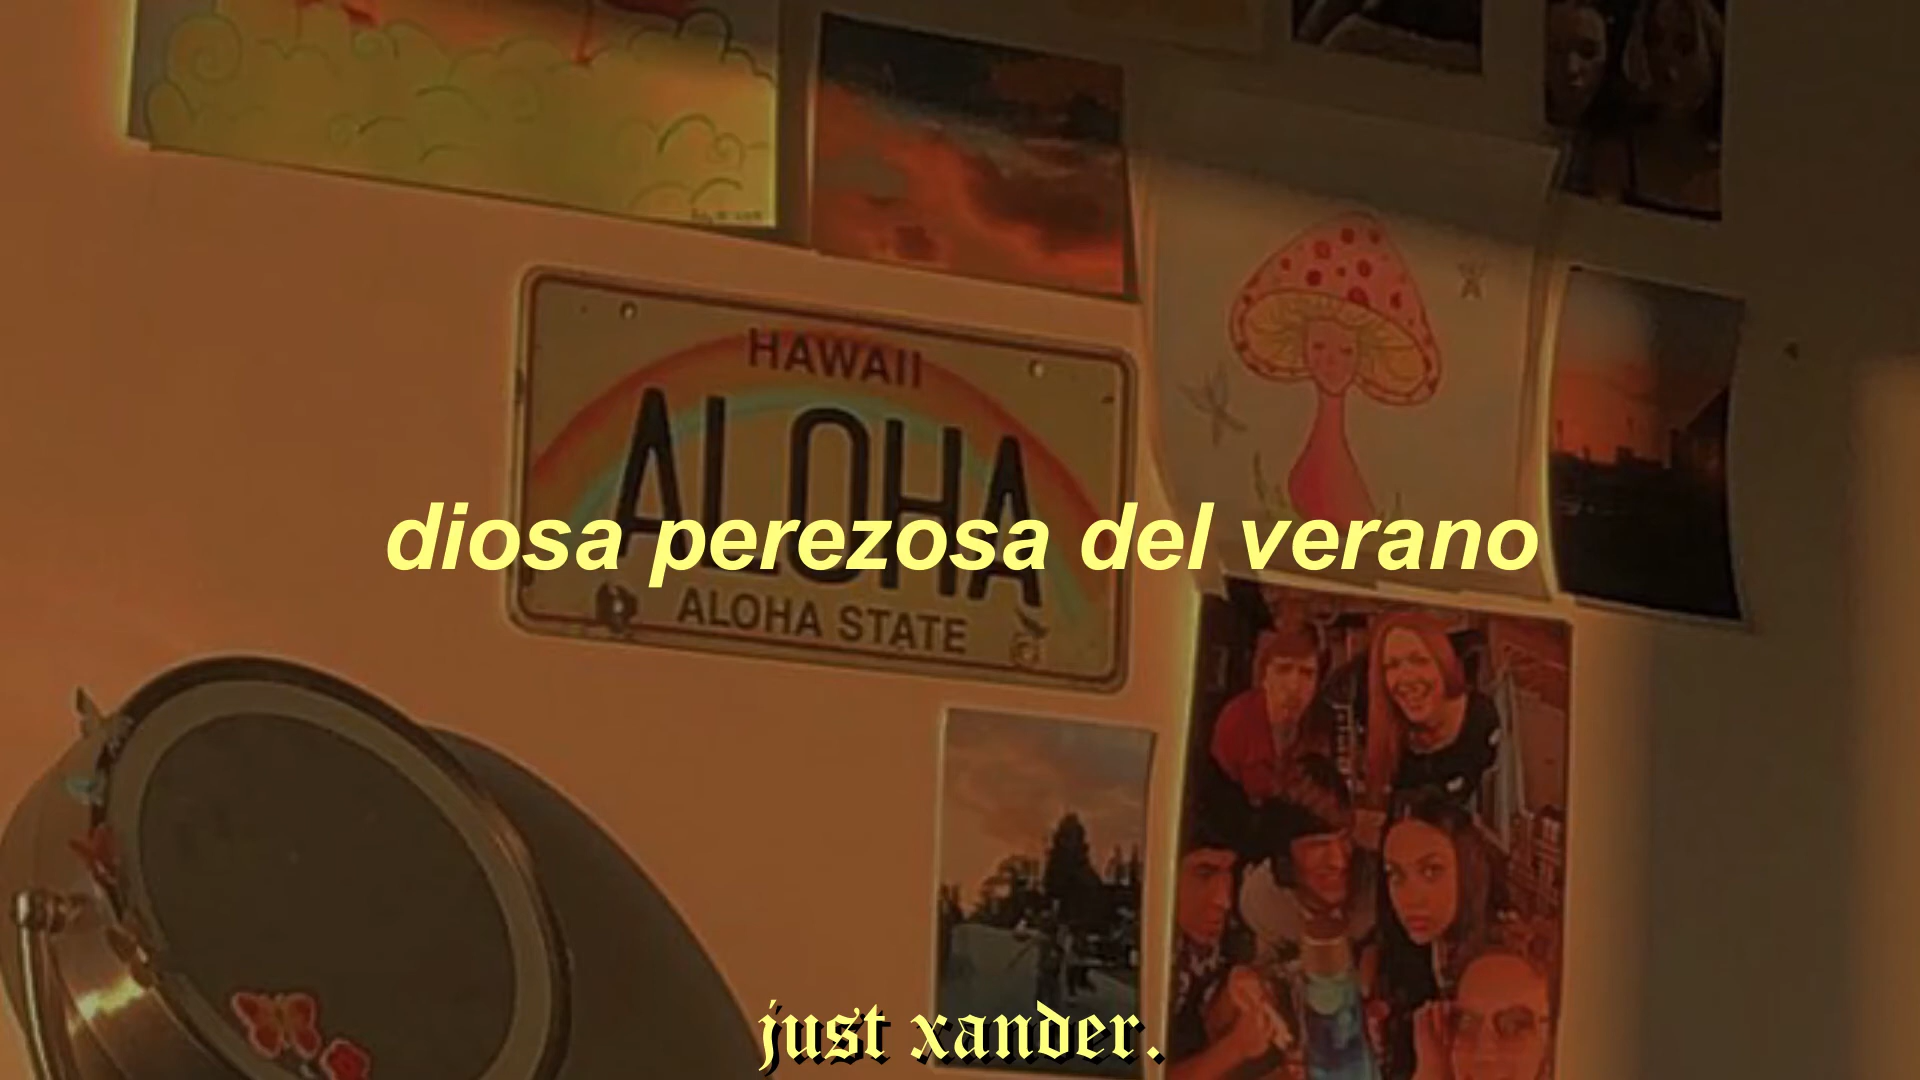 HAWAII
ALOHA
diosa perezosa del verano
ALOHA STATE
just xander.